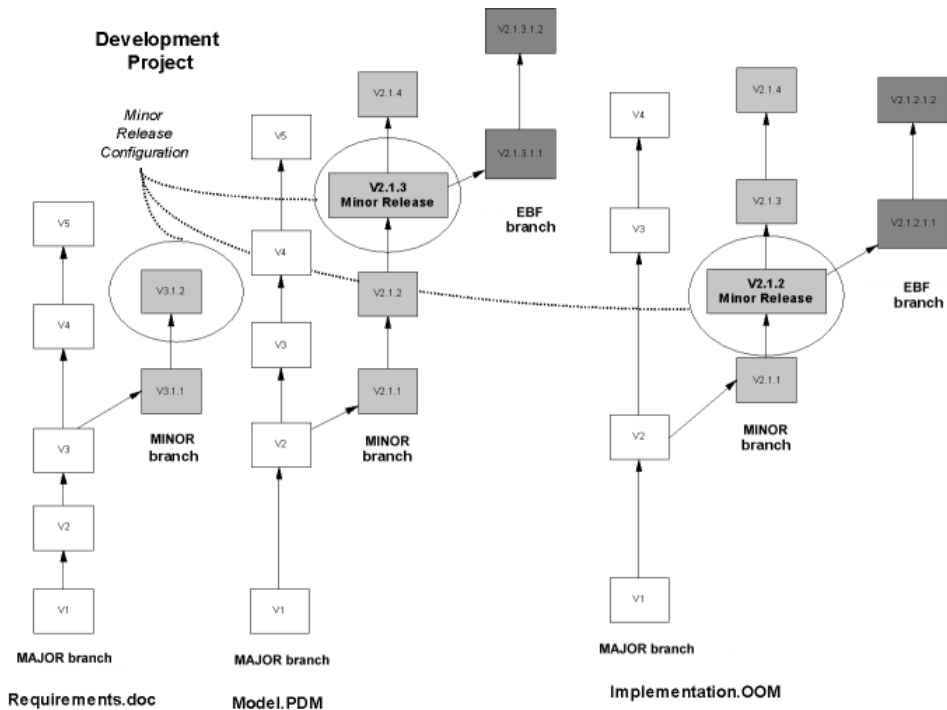 Development
Project
Minor
Release
Configuration
V5
V4
V3
V2
V1
V3.1.2
V3.1.1
MINOR
branch
MAJOR branch
Requirements.doc
V5
V4
V3
V2
V1
V2.1.4
V2.1.3
Minor Release
V2.1.2
V2.1.1
MINOR
branch
V2.1.3.1.2
V2.1.3.1.1
EBF
branch
MAJOR branch
Model.PDM
V4
V3
V2
V1
V2.1.4
V2.1.3
V2.1.2
Minor Release
V2.1.1
MINOR
branch
V2.1.2.1.2
V2.1.2.1.1
EBF
branch
MAJOR branch
Implementation.OOM